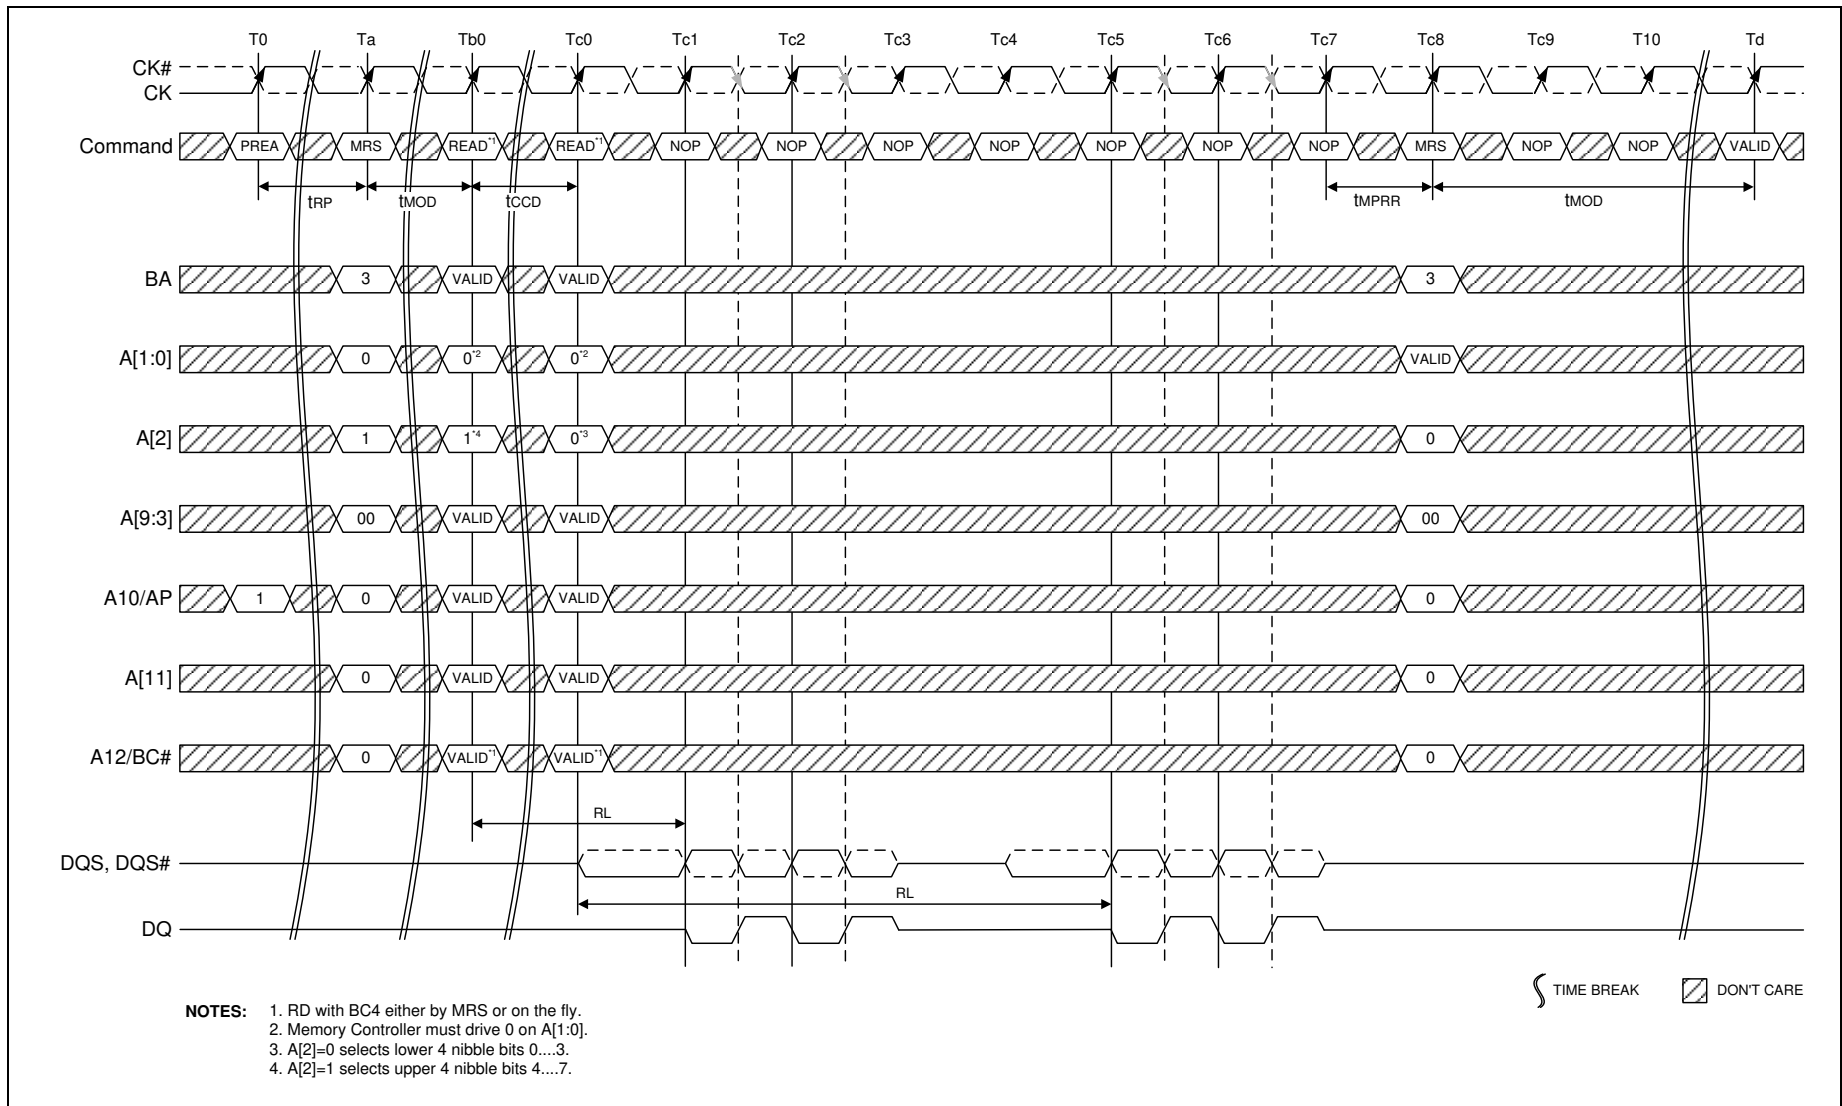 T0 Ta Tb0 Tc0 Tc1 Tc2 Tc3 Tc4 Tc5 Tc6 Tc7 Tc8 Tc9 T10 Td
CK#
CK
Command PREA MRS READ*1 READ*1 NOP NOP NOP NOP NOP NOP NOP MRS NOP NOP VALID
tRP tMOD tCCD tMPRR tMOD
BA 3 VALID VALID 3
A[1:0] 0 0*2 0*2 VALID
A[2] 1 1*4 0*3 0
A[9:3] 00 VALID VALID 00
A10/AP 1 0 VALID VALID 0
A[11] 0 VALID VALID 0
A12/BC# 0 VALID*1 VALID*1 0
RL
DQS, DQS#
RL
DQ
TIME BREAK DON'T CARE
NOTES: 1. RD with BC4 either by MRS or on the fly.
2. Memory Controller must drive 0 on A[1:0].
3. A[2]=0 selects lower 4 nibble bits 0....3.
4. A[2]=1 selects upper 4 nibble bits 4....7.